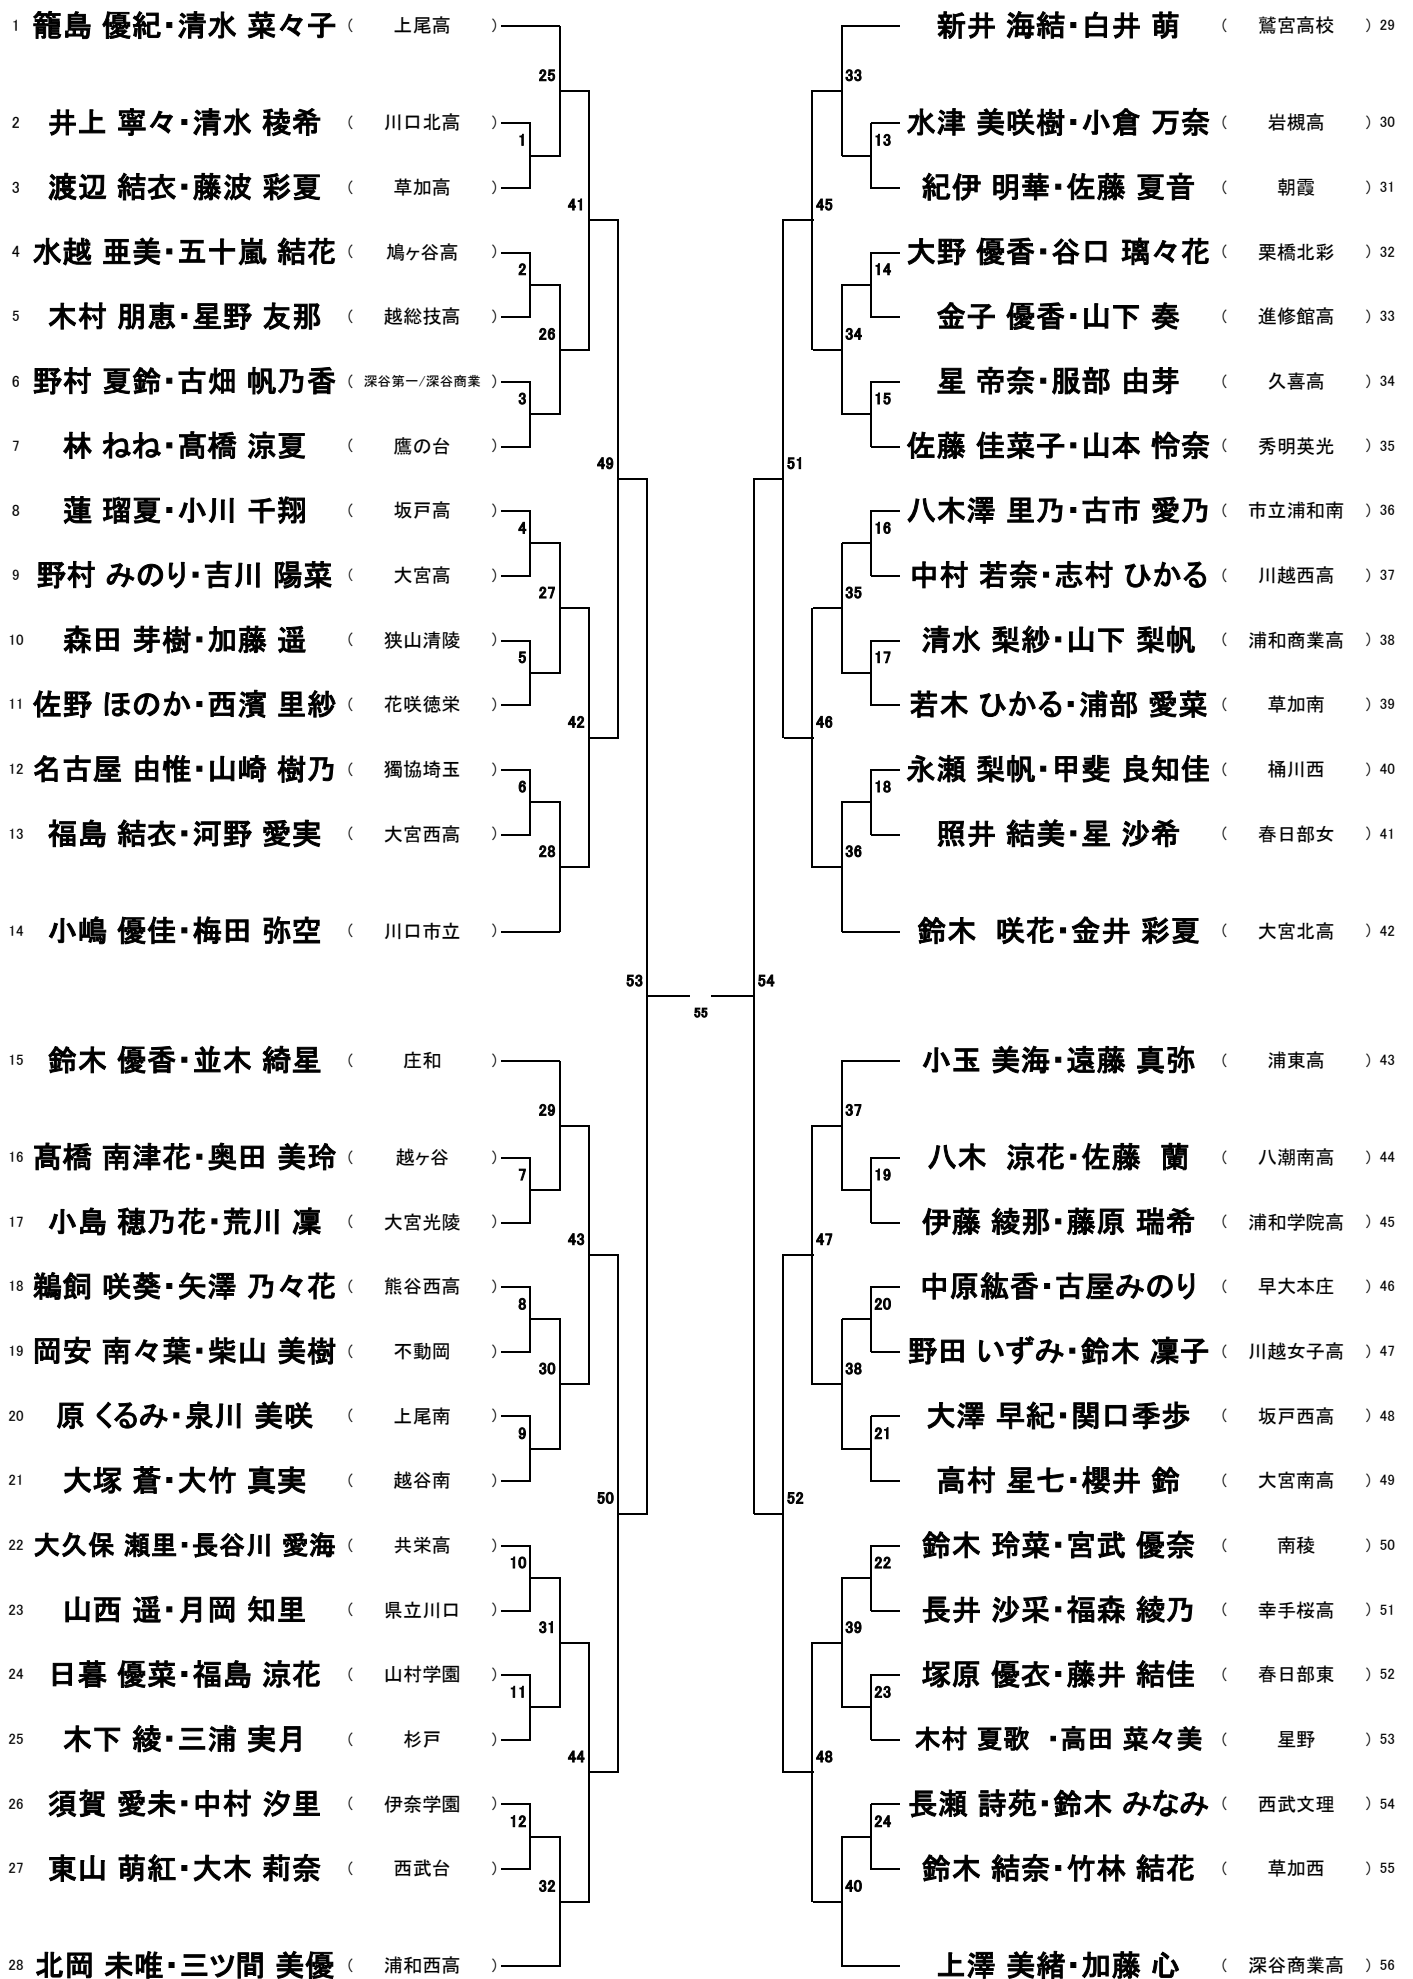 1 籠島 優紀・清水 菜々子 （ 上尾高 ）
25
2 井上 寧々・清水 稜希 （ 川口北高 ）
1
3 渡辺 結衣・藤波 彩夏 （ 草加高 ）
41
4 水越 亜美・五十嵐 結花 （ 鳩ヶ谷高 ）
2
5 木村 朋恵・星野 友那 （ 越総技高 ）
26
6 野村 夏鈴・古畑 帆乃香 （ 深谷第一/深谷商業 ）
3
7 林 ねね・髙橋 涼夏 （ 鷹の台 ）
49
8 蓮 瑠夏・小川 千翔 （ 坂戸高 ）
4
9 野村 みのり・吉川 陽菜 （ 大宮高 ）
27
10 森田 芽樹・加藤 遥 （ 狭山清陵 ）
5
11 佐野 ほのか・西濱 里紗 （ 花咲徳栄 ）
42
12 名古屋 由惟・山崎 樹乃 （ 獨協埼玉 ）
6
13 福島 結衣・河野 愛実 （ 大宮西高 ）
28
14 小嶋 優佳・梅田 弥空 （ 川口市立 ）
53
15 鈴木 優香・並木 綺星 （ 庄和 ）
29
16 髙橋 南津花・奥田 美玲 （ 越ヶ谷 ）
7
17 小島 穂乃花・荒川 凜 （ 大宮光陵 ）
43
18 鵜飼 咲葵・矢澤 乃々花 （ 熊谷西高 ）
8
19 岡安 南々葉・柴山 美樹 （ 不動岡 ）
30
20 原 くるみ・泉川 美咲 （ 上尾南 ）
9
21 大塚 蒼・大竹 真実 （ 越谷南 ）
50
22 大久保 瀬里・長谷川 愛海 （ 共栄高 ）
10
23 山西 遥・月岡 知里 （ 県立川口 ）
31
24 日暮 優菜・福島 涼花 （ 山村学園 ）
11
25 木下 綾・三浦 実月 （ 杉戸 ）
44
26 須賀 愛未・中村 汐里 （ 伊奈学園 ）
12
27 東山 萌紅・大木 莉奈 （ 西武台 ）
32
28 北岡 未唯・三ツ間 美優 （ 浦和西高 ）
55
新井 海結・白井 萌 （ 鷲宮高校 ） 29
33
水津 美咲樹・小倉 万奈 （ 岩槻高 ） 30
13
紀伊 明華・佐藤 夏音 （ 朝霞 ） 31
45
大野 優香・谷口 璃々花 （ 栗橋北彩 ） 32
14
金子 優香・山下 奏 （ 進修館高 ） 33
34
星 帝奈・服部 由芽 （ 久喜高 ） 34
15
佐藤 佳菜子・山本 怜奈 （ 秀明英光 ） 35
51
八木澤 里乃・古市 愛乃 （ 市立浦和南 ） 36
16
中村 若奈・志村 ひかる （ 川越西高 ） 37
35
清水 梨紗・山下 梨帆 （ 浦和商業高 ） 38
17
若木 ひかる・浦部 愛菜 （ 草加南 ） 39
46
永瀬 梨帆・甲斐 良知佳 （ 桶川西 ） 40
18
照井 結美・星 沙希 （ 春日部女 ） 41
36
鈴木 咲花・金井 彩夏 （ 大宮北高 ） 42
54
小玉 美海・遠藤 真弥 （ 浦東高 ） 43
37
八木 涼花・佐藤 蘭 （ 八潮南高 ） 44
19
伊藤 綾那・藤原 瑞希 （ 浦和学院高 ） 45
47
中原紘香・古屋みのり （ 早大本庄 ） 46
20
野田 いずみ・鈴木 凜子 （ 川越女子高 ） 47
38
大澤 早紀・関口季歩 （ 坂戸西高 ） 48
21
高村 星七・櫻井 鈴 （ 大宮南高 ） 49
52
鈴木 玲菜・宮武 優奈 （ 南稜 ） 50
22
長井 沙采・福森 綾乃 （ 幸手桜高 ） 51
39
塚原 優衣・藤井 結佳 （ 春日部東 ） 52
23
木村 夏歌 ・高田 菜々美 （ 星野 ） 53
48
長瀬 詩苑・鈴木 みなみ （ 西武文理 ） 54
24
鈴木 結奈・竹林 結花 （ 草加西 ） 55
40
上澤 美緒・加藤 心 （ 深谷商業高 ） 56